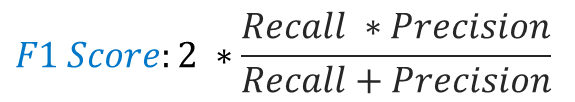 F1 Score: 2 * Recall * Precision
Recall + Precision